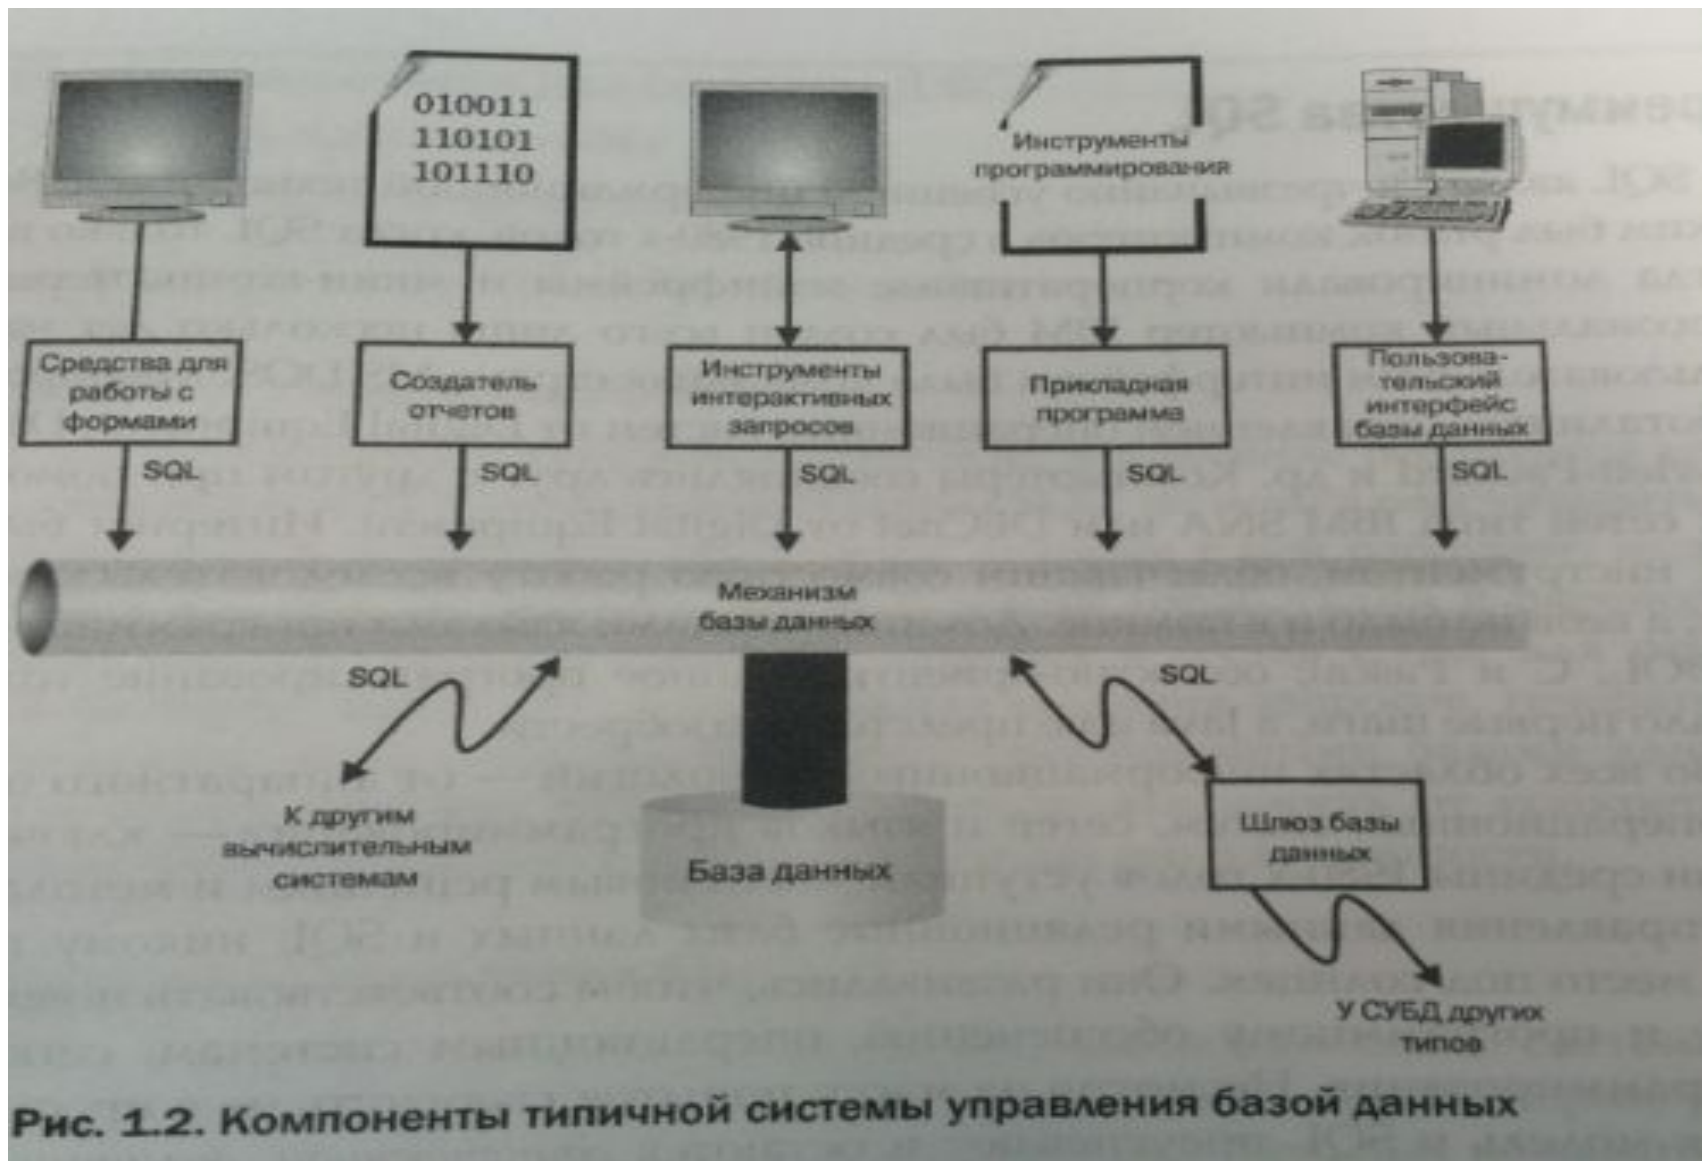 010011
110101
101110
Инструменты
программирования
Средства для
работы с
формами
Создатель
отчетов
Инструменты
интерактивных
запросов
Прикладная
программа
Пользова-
тельский
интерфейс
базы данных
SQL
SQL
SQL
SQL
SQL
Механизм
базы данных
SQL
SQL
К другим
вычислительным
системам
База данных
Шлюз базы
данных
У СУБД других
типов
Рис. 1.2. Компоненты типичной системы управления базой данных